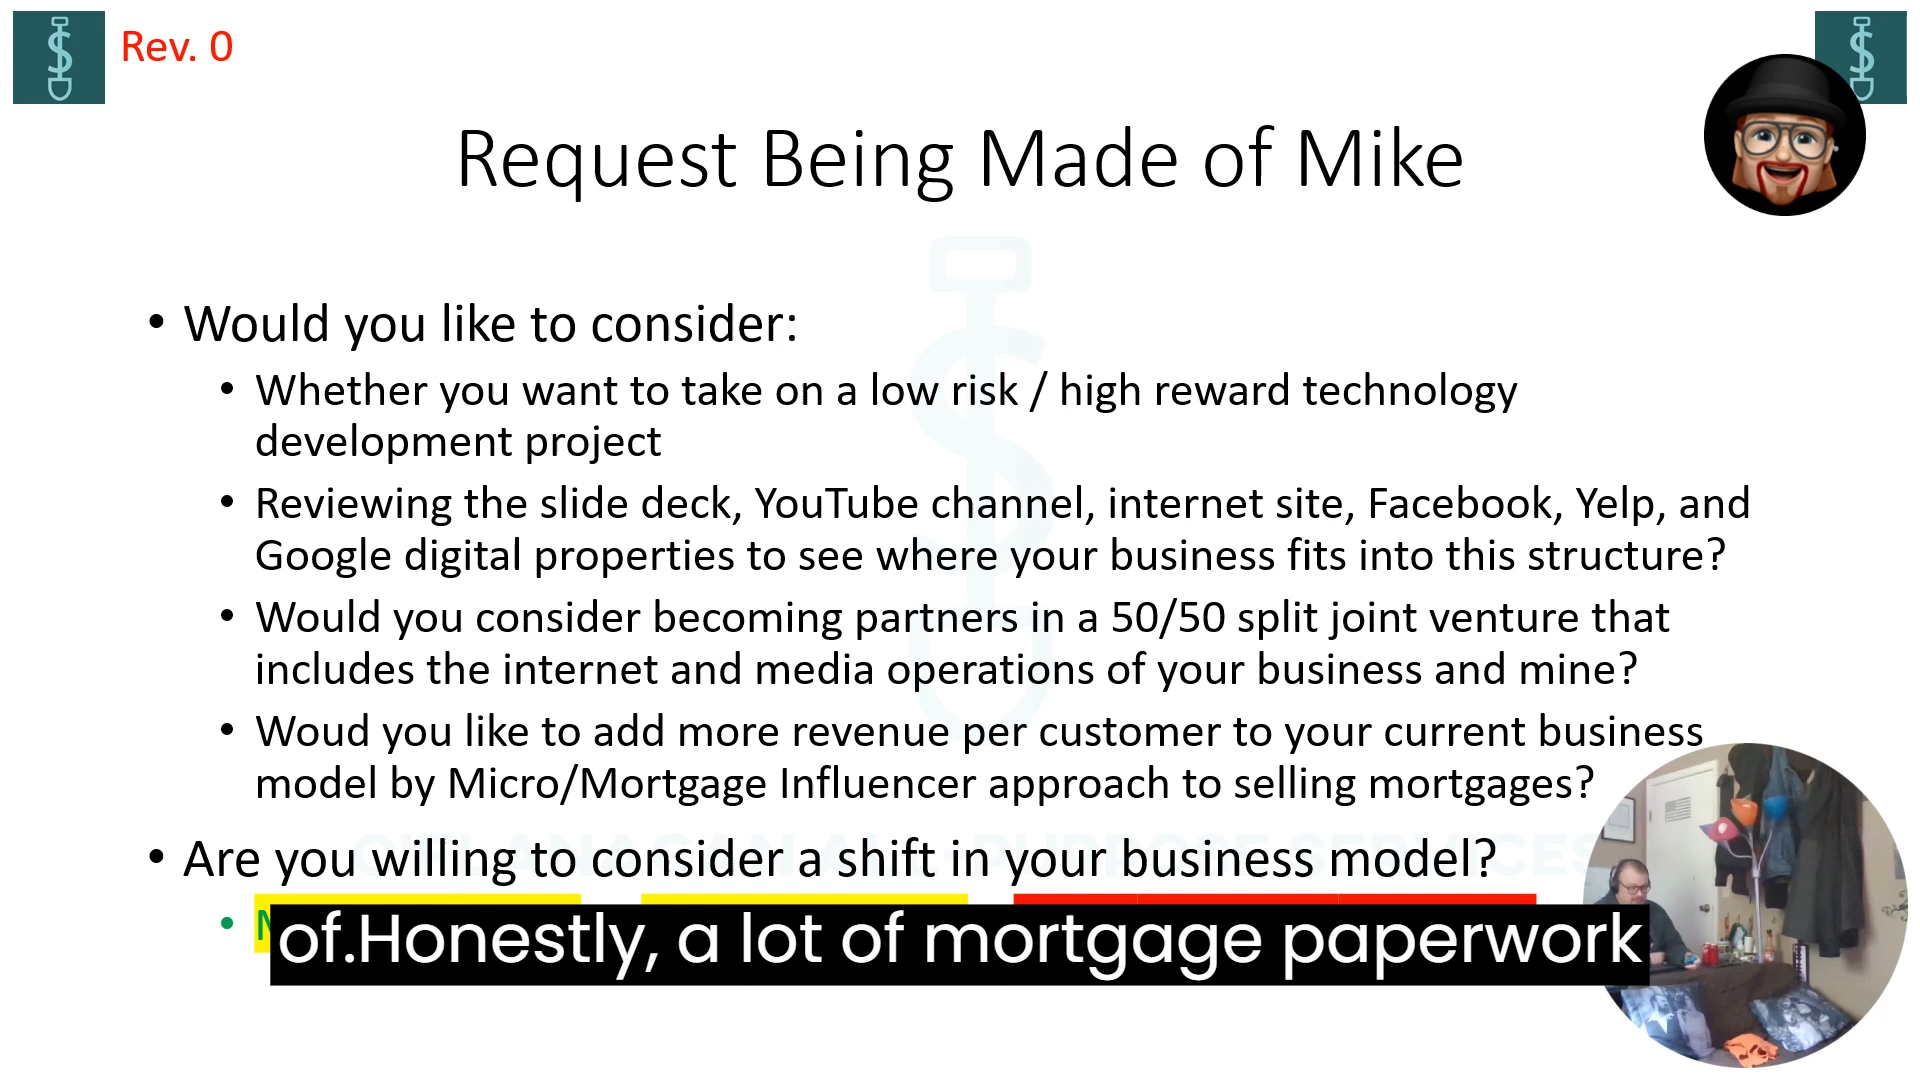 Rev. 0
Request Being Made of Mike
• Would you like to consider:
• Whether you want to take on a low risk / high reward technology
development project
• Reviewing the slide deck, YouTube channel, internet site, Facebook, Yelp, and
Google digital properties to see where your business fits into this structure?
• Would you consider becoming partners in a 50/50 split joint venture that
includes the internet and media operations of your business and mine?
• Woud you like to add more revenue per customer to your current business
model by Micro/Mortgage Influencer approach to selling mortgages?
• Are you willing to consider a shift in your business model?
of.Honestly, a lot of mortgage paperwork